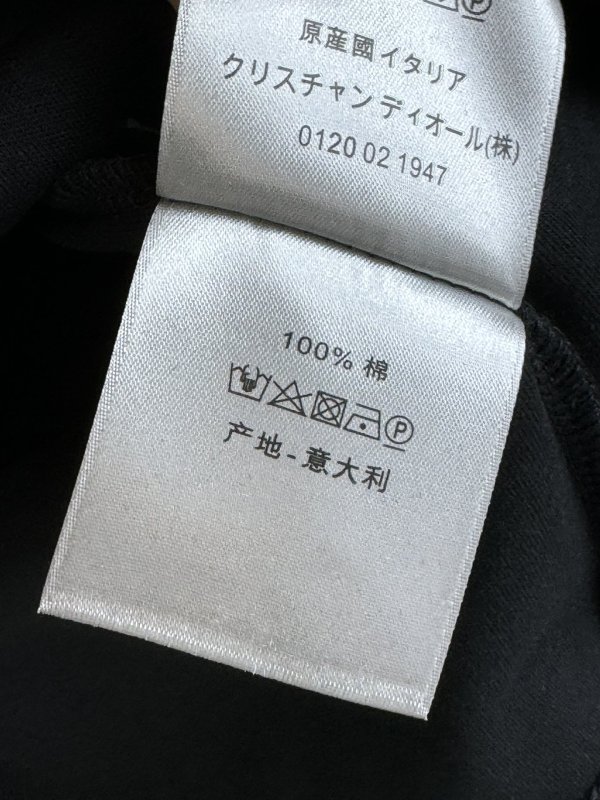 原産國イタリア
クリスチャン ディオール(株)
0120 02 1947
100% 棉
P
产地-意大利